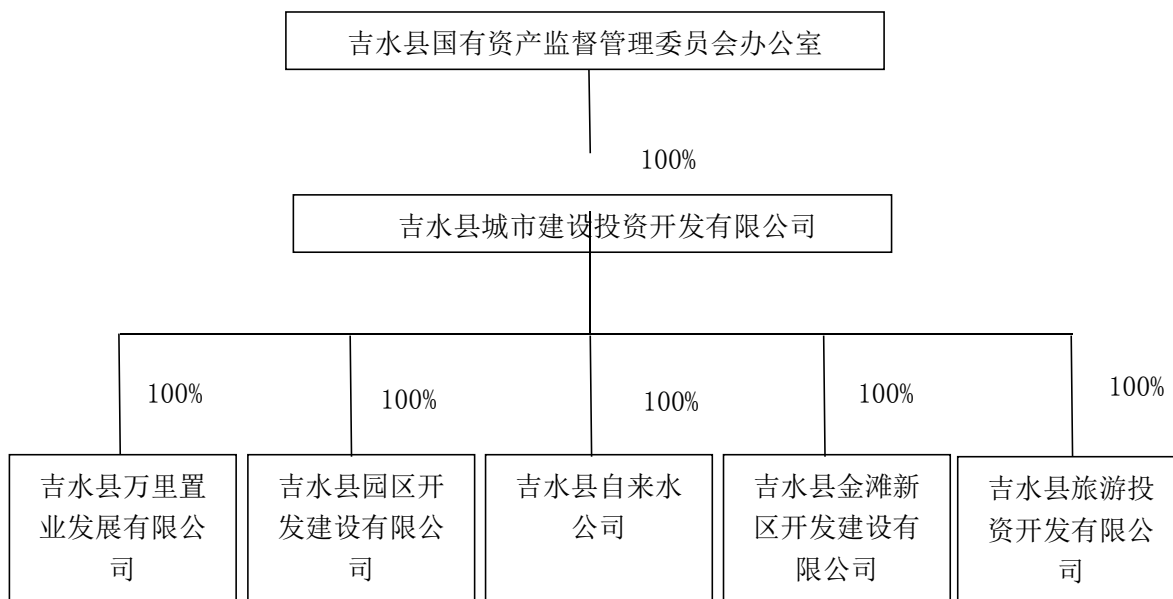 吉水县国有资产监督管理委员会办公室
100%
吉水县城市建设投资开发有限公司
100%
100%
100%
100%
100%
吉水县万里置
业发展有限公
司
吉水县园区开
发建设有限公
司
吉水县自来水
公司
吉水县金滩新
区开发建设有
限公司
吉水县旅游投
资开发有限公
司